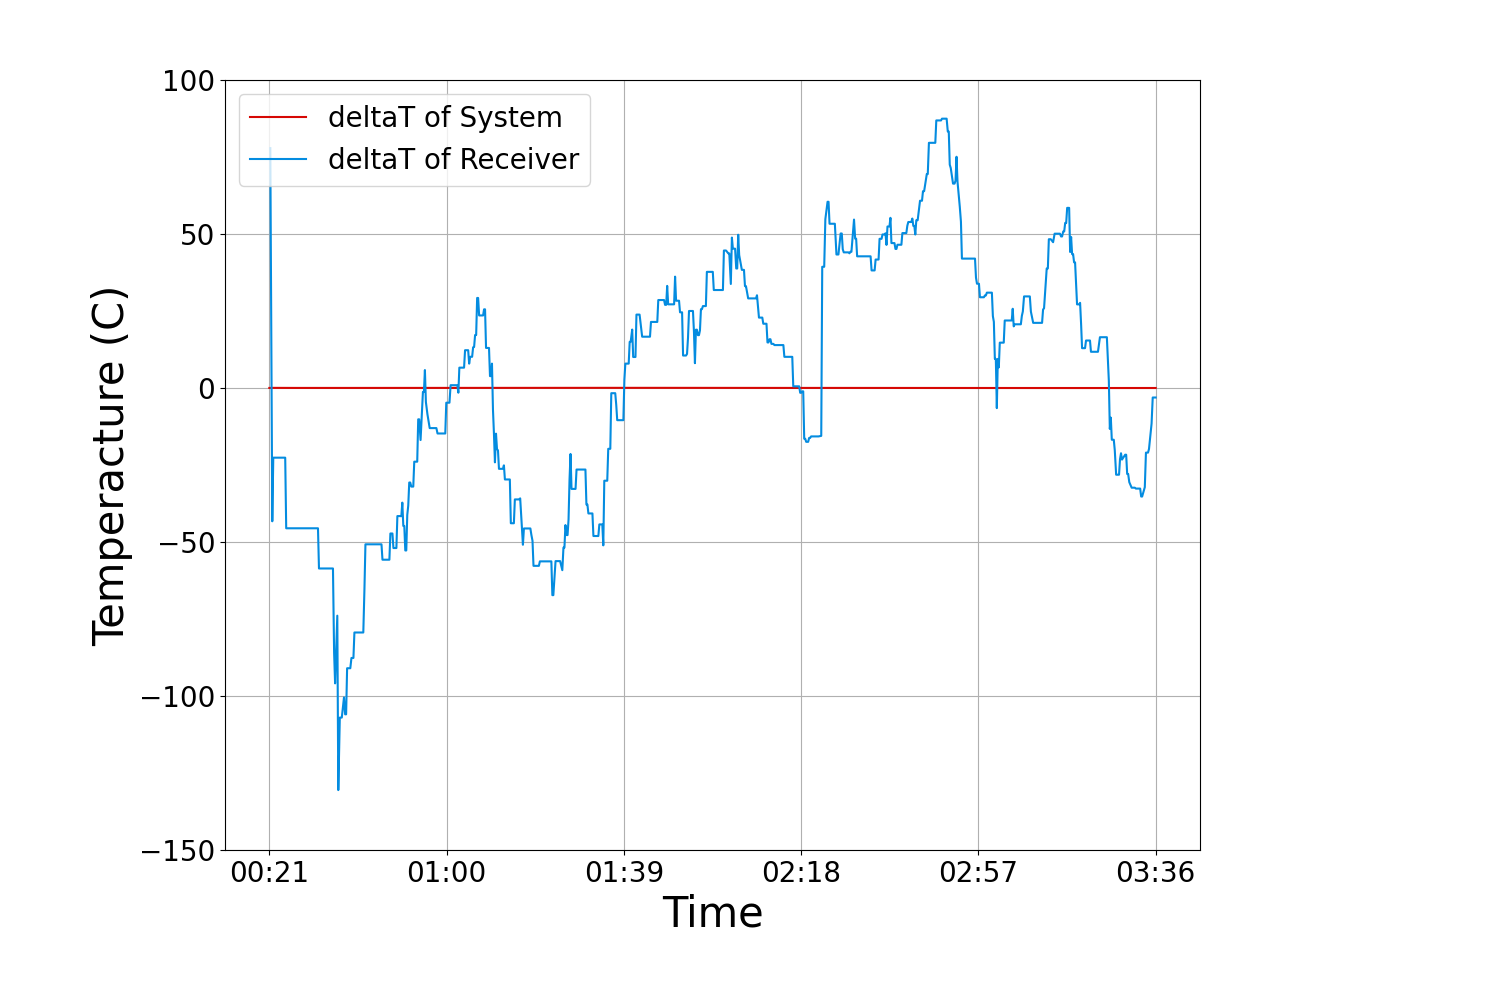 100
50
0
−50
−100
−150
deltaT of System
deltaT of Receiver
Temperacture (C)
00:21 01:00 01:39 02:18 02:57 03:36
Time